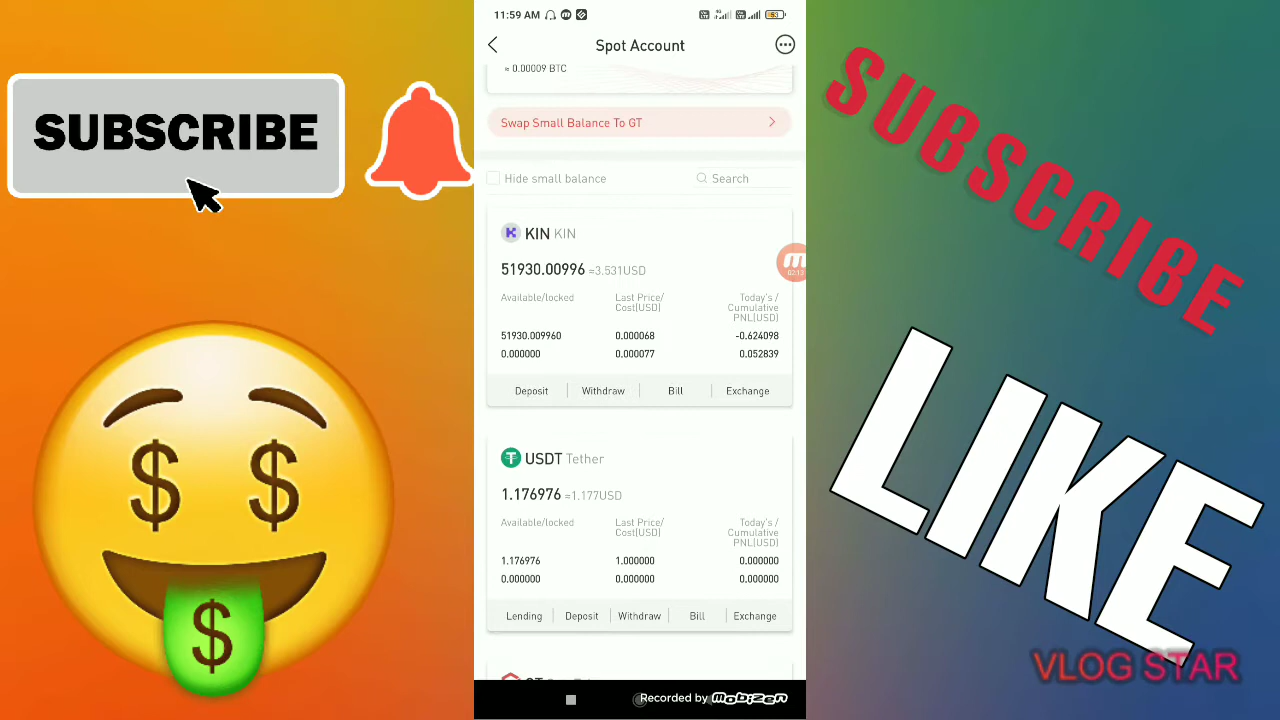 SUBSCRIBE
11:59 AM
53
Spot Account
≈ 0.00009 BTC
Swap Small Balance To GT
Hide small balance
Search
KIN KIN
51930.00996 ≈3.531USD
Available/locked
Last Price/
Cost(USD)
Today's /
Cumulative
PNL(USD)
51930.009960 0.000068 -0.624098
0.000000 0.000077 0.052839
Deposit Withdraw Bill Exchange
02:13
USDT Tether
1.176976 ≈1.177USD
Available/locked
Last Price/
Cost(USD)
Today's /
Cumulative
PNL(USD)
1.176976 1.000000 0.000000
0.000000 0.000000 0.000000
Lending Deposit Withdraw Bill Exchange
Recorded by mobizen
$ $
$
SUBSCRIBE
LIKE
VLOG STAR